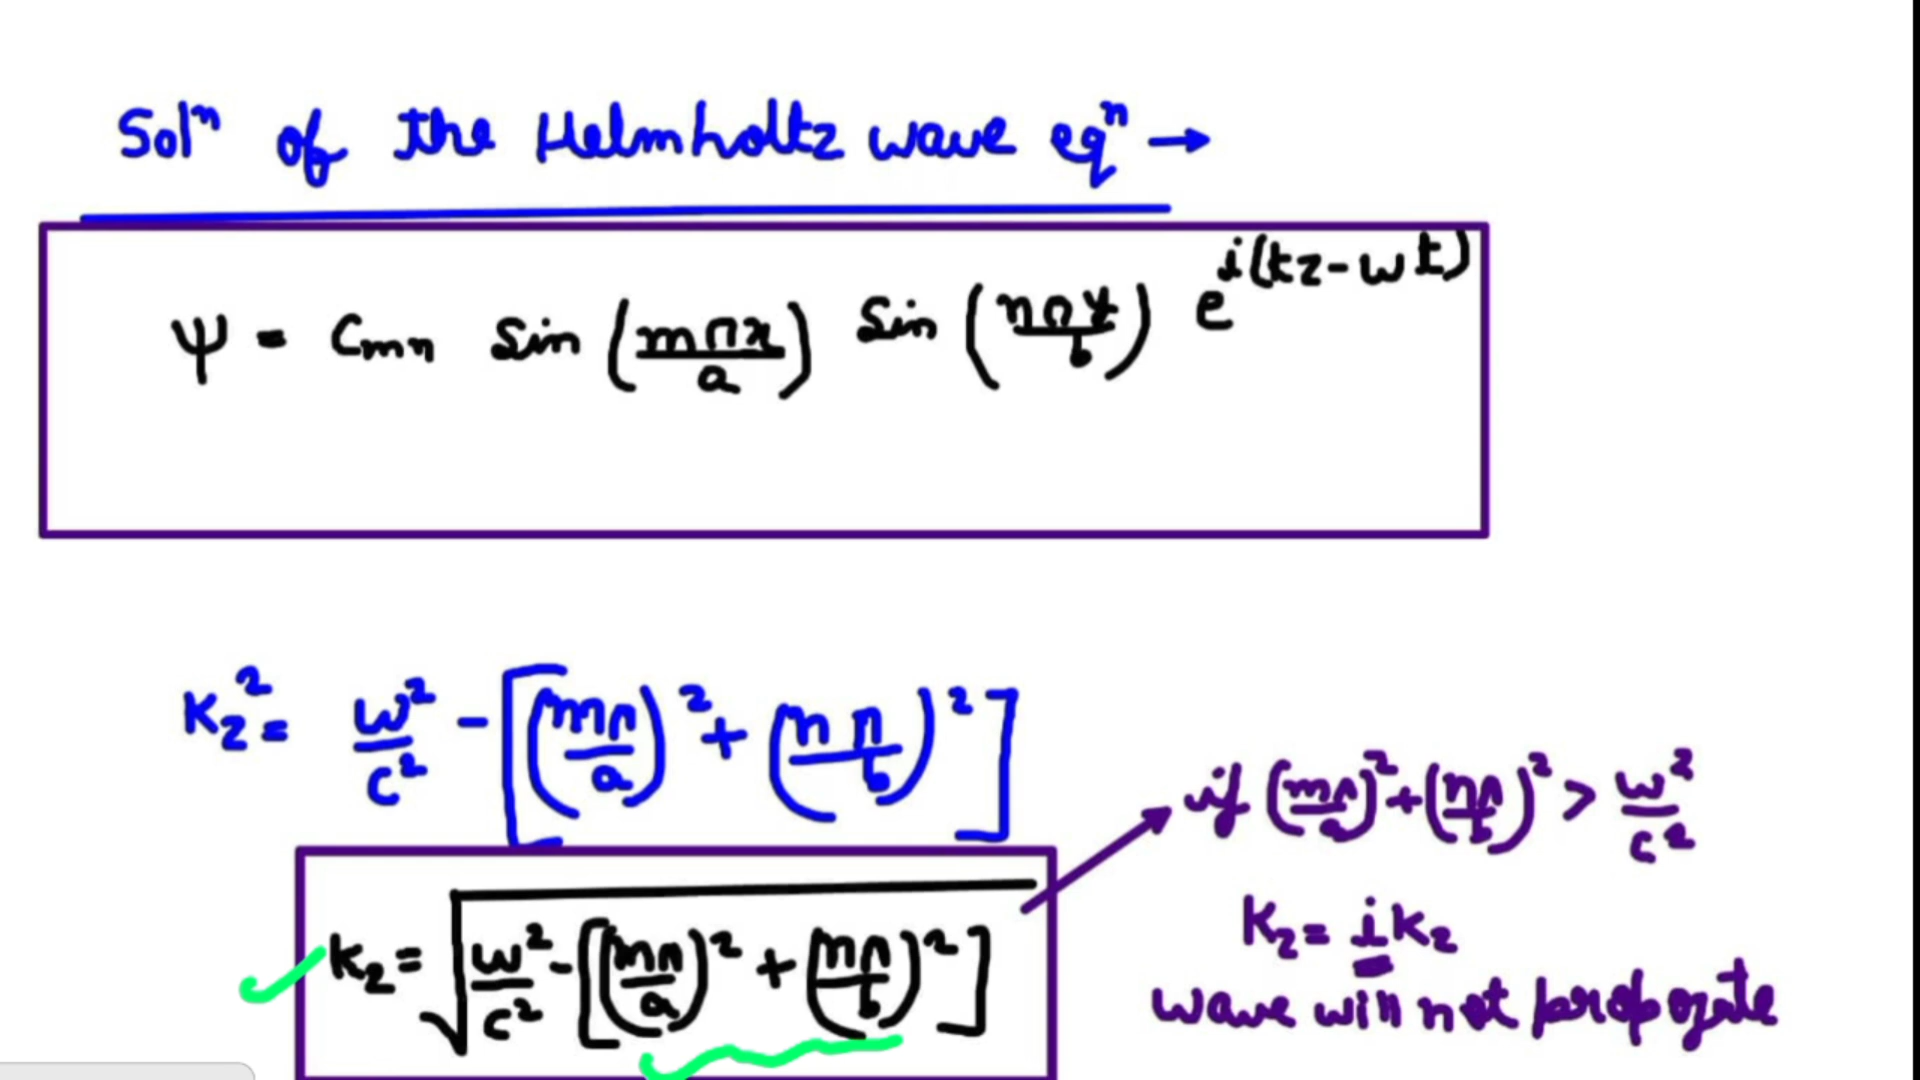 Solⁿ of the Helmholtz wave eqⁿ →
ψ = Cmn sin (mπx/a) sin (nπy/b) e^i(kz-ωt)
Kz² = ω²/c² - [(mπ/a)² + (nπ/b)²]
if (mπ/a)² + (nπ/b)² > ω²/c²
kz = √ω²/c² - [(mπ/a)² + (nπ/b)²]
Kz = i Kz
wave will not propogate